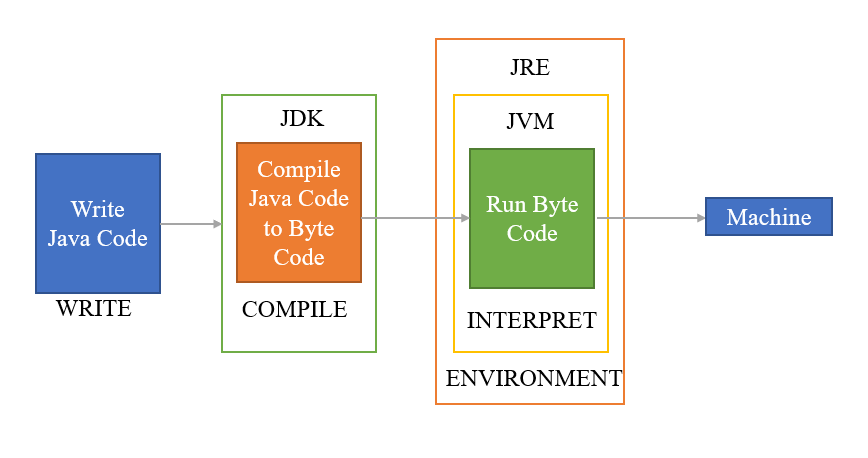 Write
Java Code
WRITE
JDK
Compile
Java Code
to Byte
Code
COMPILE
JRE
JVM
Run Byte
Code
INTERPRET
ENVIRONMENT
Machine